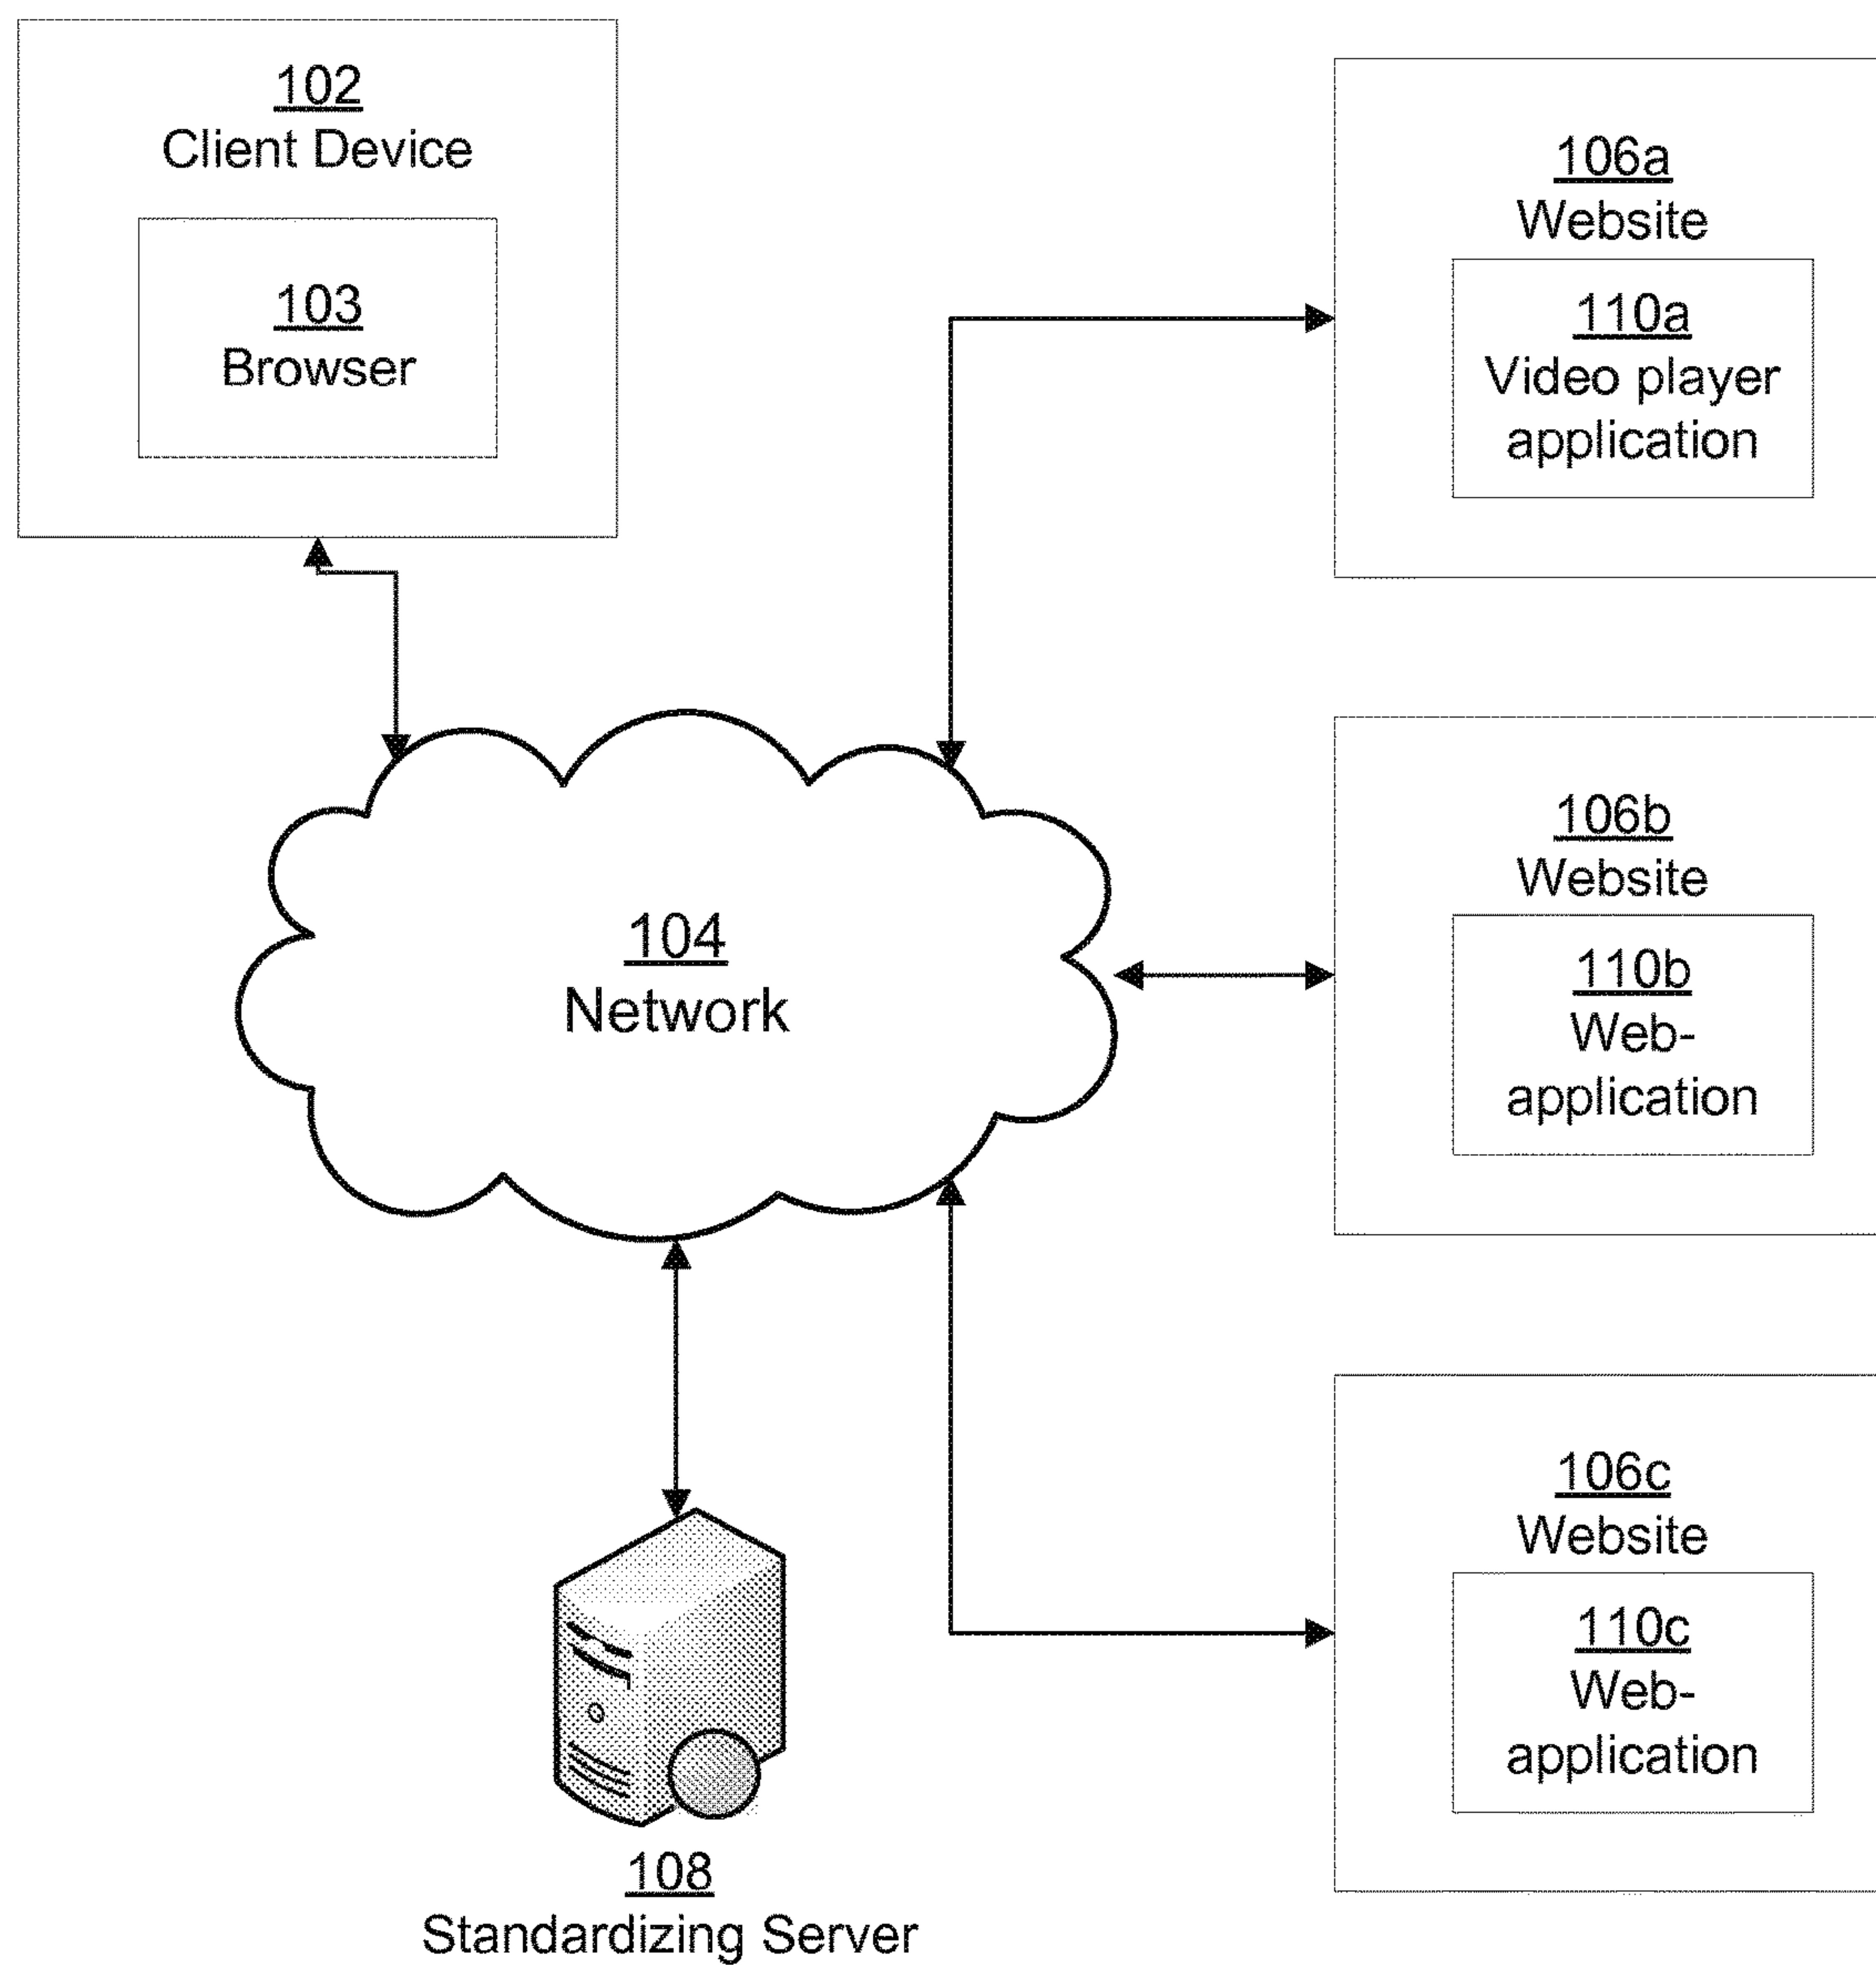 102
Client Device
103
Browser
106a
Website
110a
Video player
application
106b
Website
110b
Web-
application
104
Network
106c
Website
110c
Web-
application
108
Standardizing Server